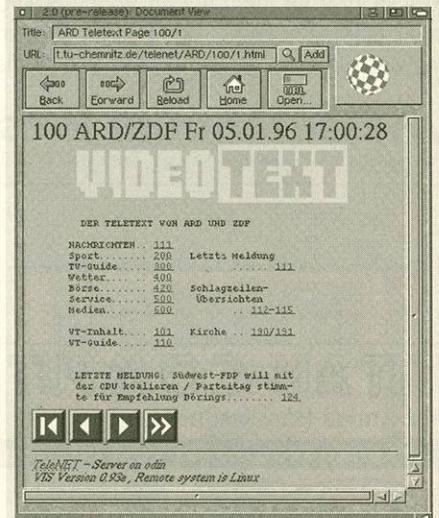 2.0 (pre-release): Document View
Title: ARD Teletext Page 100/1
URL: t.tu-chemnitz.de/telenet/ARD/100/1.html Add
Back Forward Reload Home Open...
100 ARD/ZDF Fr 05.01.96 17:00:28
VIDEOTEXT
DER TELETEXT VON ARD UND ZDF
NACHRICHTEN.. 111
Sport........ 200 Letzte Meldung
TV-Guide..... 300 ...... 111
Wetter....... 400
Börse........ 420 Schlagzeilen-
Service...... 500 Übersichten
Medien....... 600 .. 112-115
VT-Inhalt.... 101 Kirche .. 190/191
VT-Guide..... 110
LETZTE MELDUNG: Südwest-FDP will mit
der CDU koalieren / Parteitag stimm-
te für Empfehlung Dörings........ 124
TeleNET - Server on odin
VIS Version 0.93e, Remote system is Linux